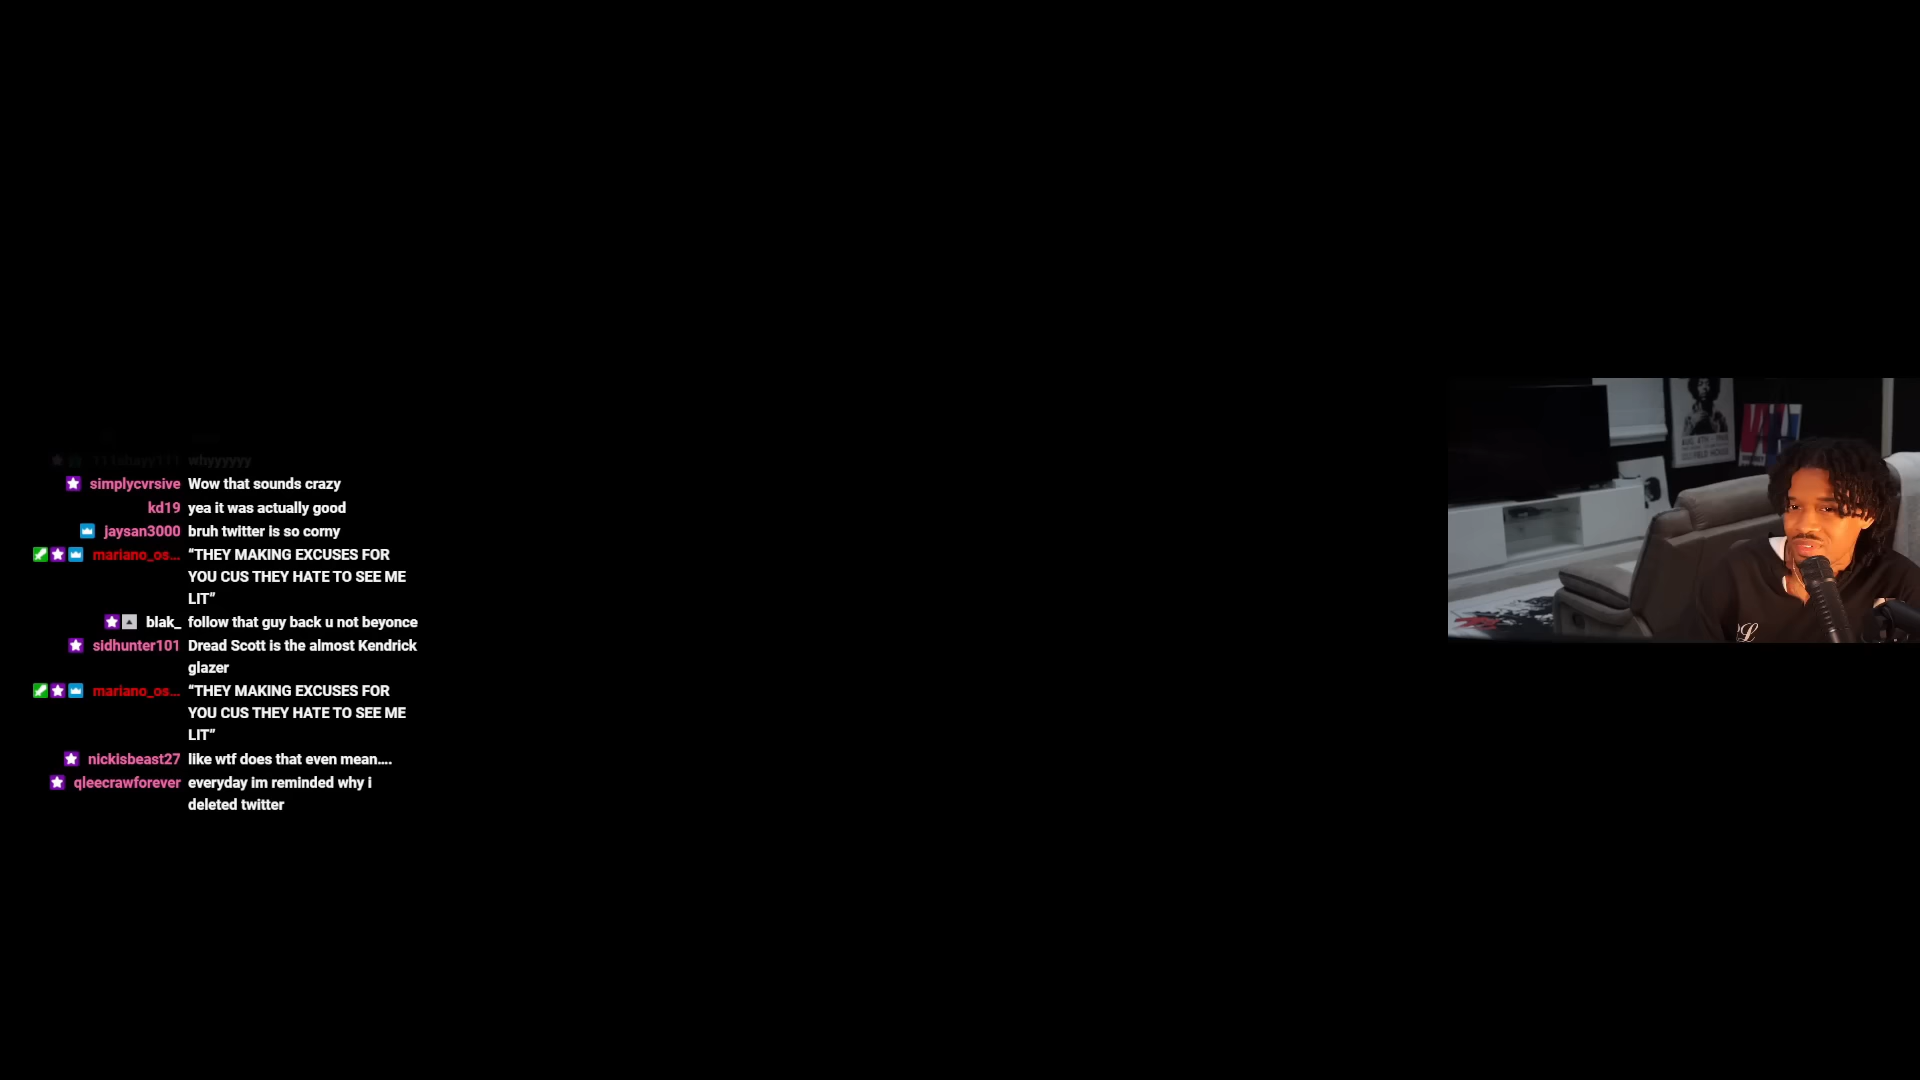 whyyyyyy
simplycvrsive Wow that sounds crazy
kd19 yea it was actually good
jaysan3000 bruh twitter is so corny
mariano_os... “THEY MAKING EXCUSES FOR
YOU CUS THEY HATE TO SEE ME
LIT”
blak_ follow that guy back u not beyonce
sidhunter101 Dread Scott is the almost Kendrick
glazer
mariano_os... “THEY MAKING EXCUSES FOR
YOU CUS THEY HATE TO SEE ME
LIT”
nickisbeast27 like wtf does that even mean....
qleecrawforever everyday im reminded why i
deleted twitter